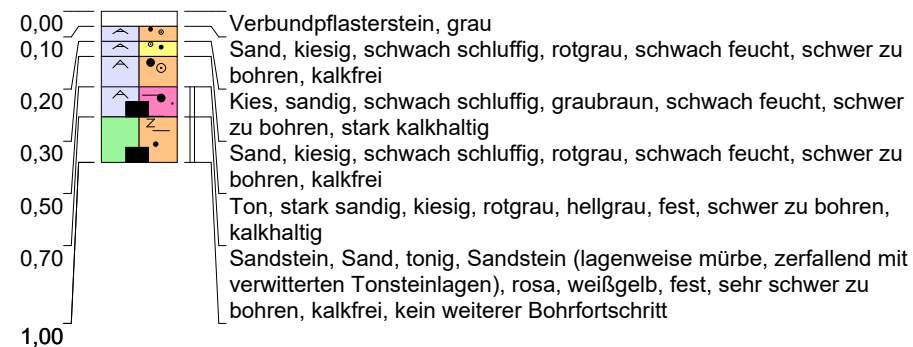 0,00 Verbundpflasterstein, grau
0,10 Sand, kiesig, schwach schluffig, rotgrau, schwach feucht, schwer zu
bohren, kalkfrei
0,20 Kies, sandig, schwach schluffig, graubraun, schwach feucht, schwer
zu bohren, stark kalkhaltig
0,30 Sand, kiesig, schwach schluffig, rotgrau, schwach feucht, schwer zu
bohren, kalkfrei
0,50 Ton, stark sandig, kiesig, rotgrau, hellgrau, fest, schwer zu bohren,
kalkhaltig
0,70 Sandstein, Sand, tonig, Sandstein (lagenweise mürbe, zerfallend mit
verwitterten Tonsteinlagen), rosa, weißgelb, fest, sehr schwer zu
bohren, kalkfrei, kein weiterer Bohrfortschritt
1,00
Z